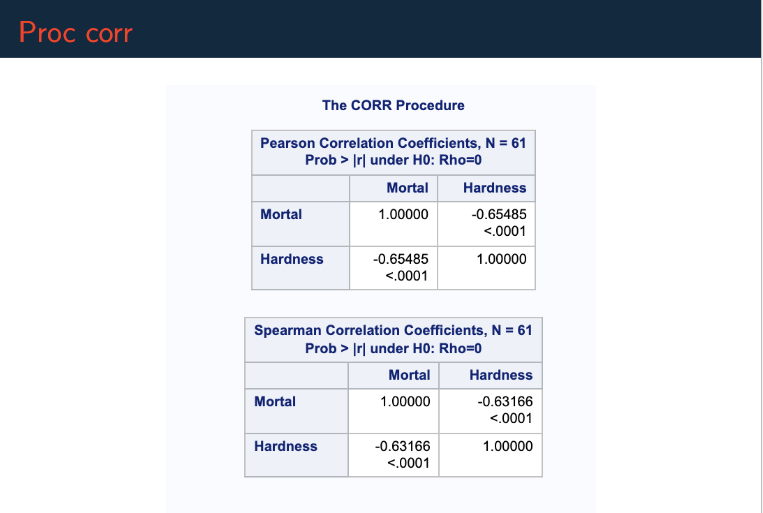 Proc corr
The CORR Procedure
Pearson Correlation Coefficients, N = 61
Prob > |r| under H0: Rho=0
Mortal Hardness
Mortal 1.00000 -0.65485
<.0001
Hardness -0.65485 1.00000
<.0001
Spearman Correlation Coefficients, N = 61
Prob > |r| under H0: Rho=0
Mortal Hardness
Mortal 1.00000 -0.63166
<.0001
Hardness -0.63166 1.00000
<.0001